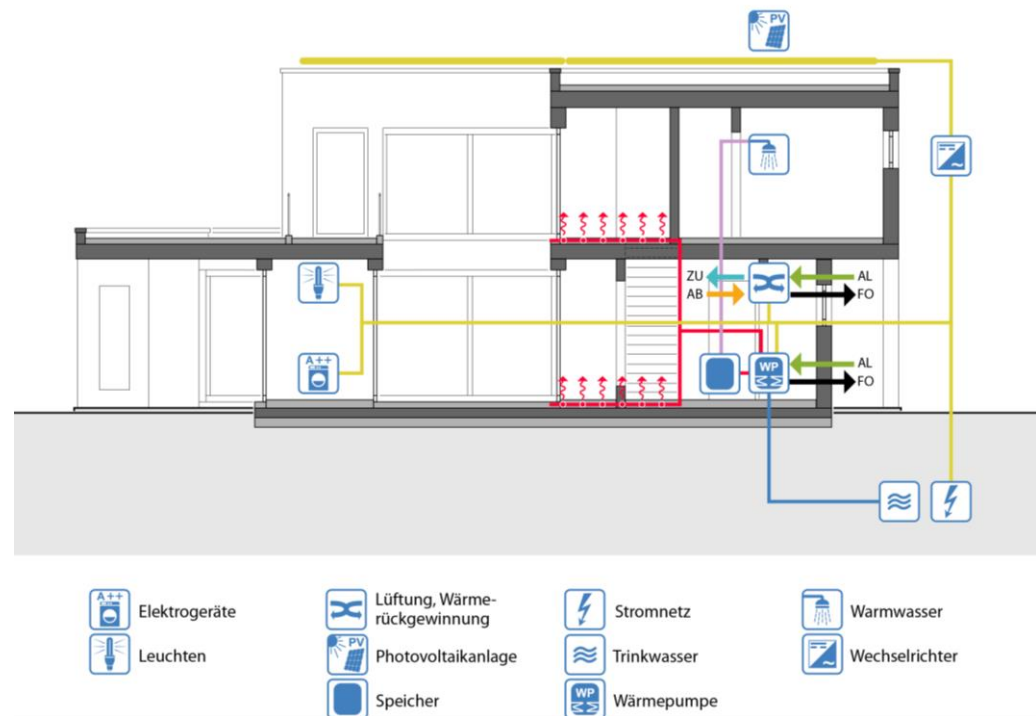 PV
ZU
AL
AB
FO
A++
WP
AL
FO
A++
Elektrogeräte
Lüftung, Wärme-
rückgewinnung
Stromnetz
Warmwasser
Leuchten
PV
Photovoltaikanlage
Trinkwasser
Wechselrichter
Speicher
WP
Wärmepumpe